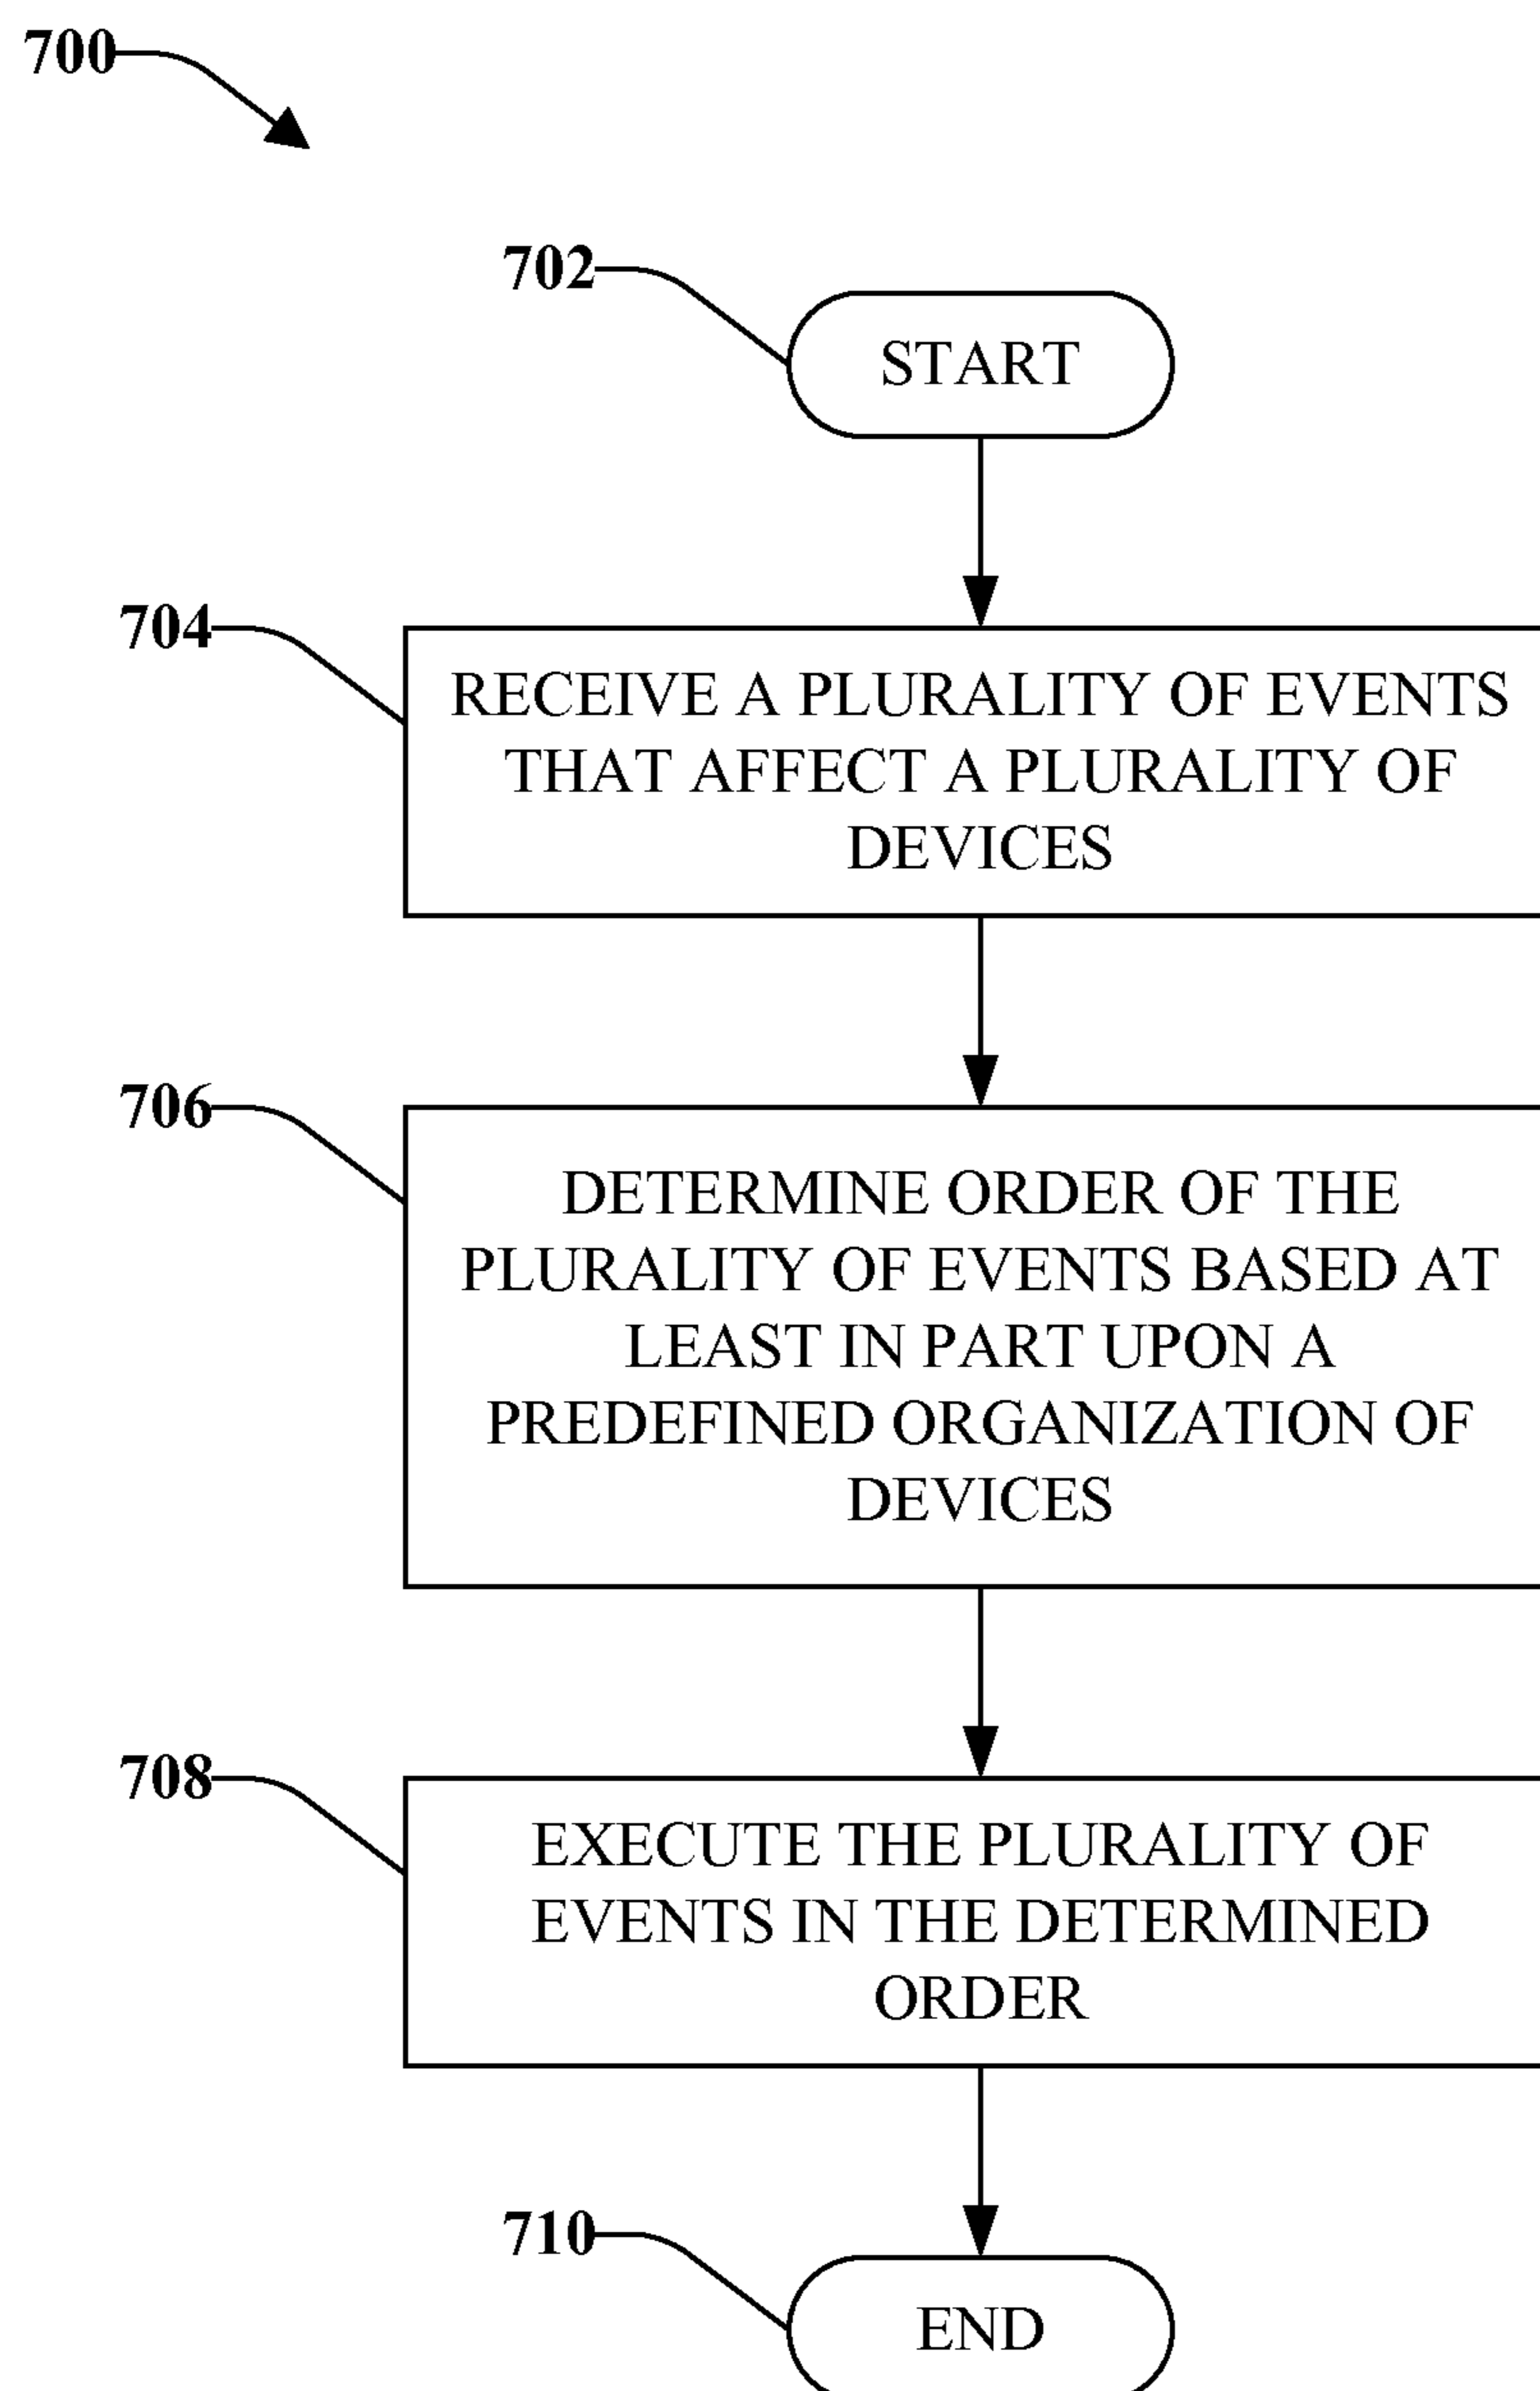 700
702
START
704
RECEIVE A PLURALITY OF EVENTS
THAT AFFECT A PLURALITY OF
DEVICES
706
DETERMINE ORDER OF THE
PLURALITY OF EVENTS BASED AT
LEAST IN PART UPON A
PREDEFINED ORGANIZATION OF
DEVICES
708
EXECUTE THE PLURALITY OF
EVENTS IN THE DETERMINED
ORDER
710
END